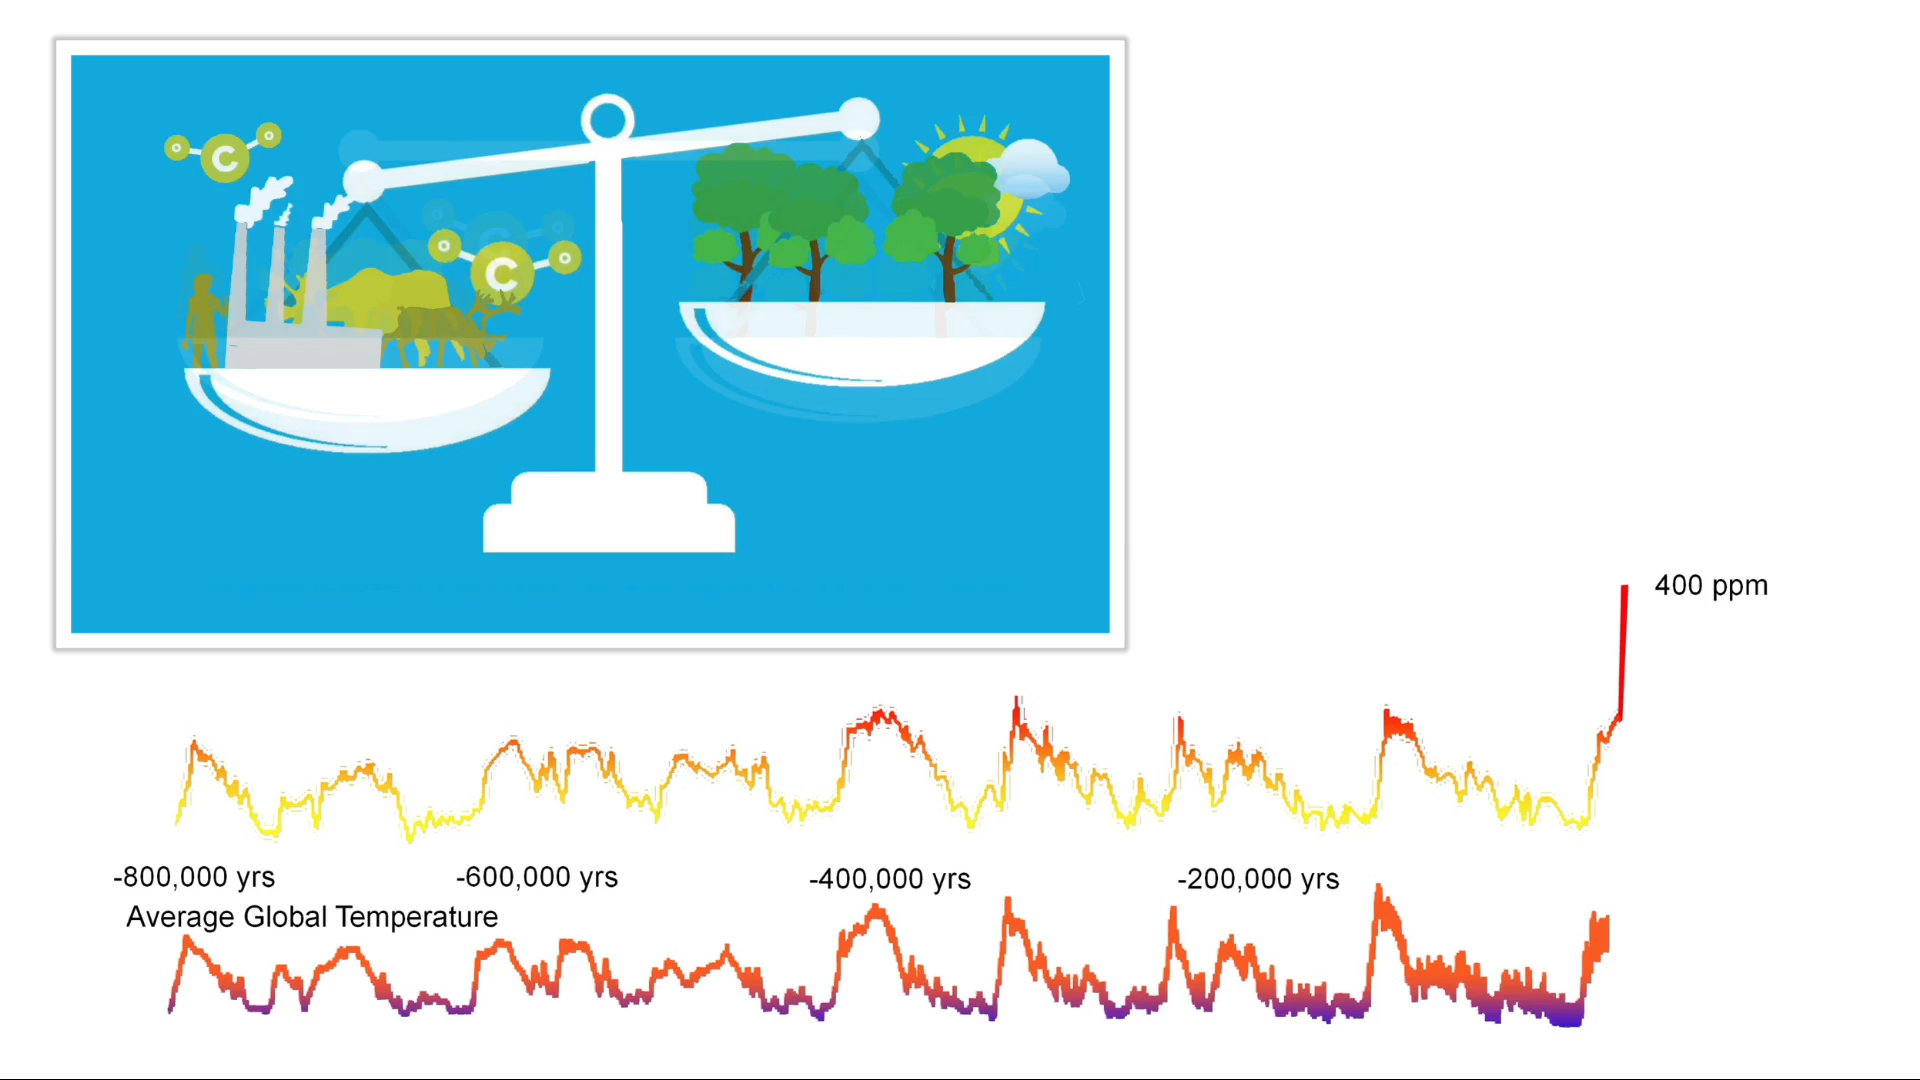 O C O
O C O
400 ppm
-800,000 yrs -600,000 yrs -400,000 yrs -200,000 yrs
Average Global Temperature